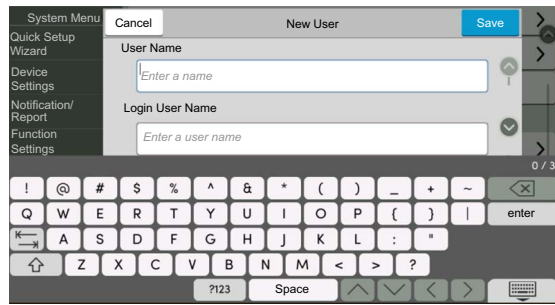 System Menu
Cancel
New User
Save
Quick Setup
Wizard
Device
Settings
Notification/
Report
Function
Settings
User Name
Enter a name
Login User Name
Enter a user name
0 / 3
! @ # $ % ^ & * ( ) _ + ~
Q W E R T Y U I O P { } | enter
A S D F G H J K L : "
Z X C V B N M < > ?
?123 Space